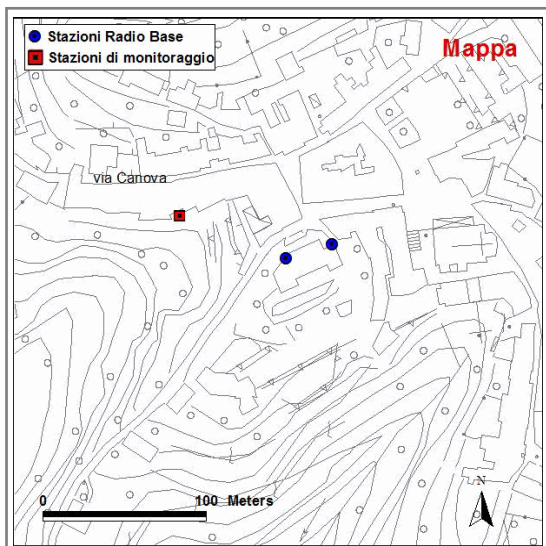 Stazioni Radio Base
Stazioni di monitoraggio
Mappa
via Canova
0 100 Meters
N